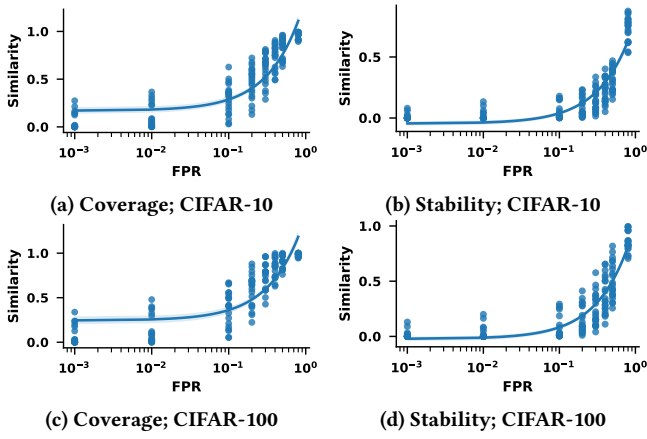 1.0
0.5
0.0
Similarity
10⁻³ 10⁻² 10⁻¹ 10⁰
FPR
(a) Coverage; CIFAR-10
0.5
0.0
Similarity
10⁻³ 10⁻² 10⁻¹ 10⁰
FPR
(b) Stability; CIFAR-10
1.0
0.5
0.0
Similarity
10⁻³ 10⁻² 10⁻¹ 10⁰
FPR
(c) Coverage; CIFAR-100
1.0
0.5
0.0
Similarity
10⁻³ 10⁻² 10⁻¹ 10⁰
FPR
(d) Stability; CIFAR-100